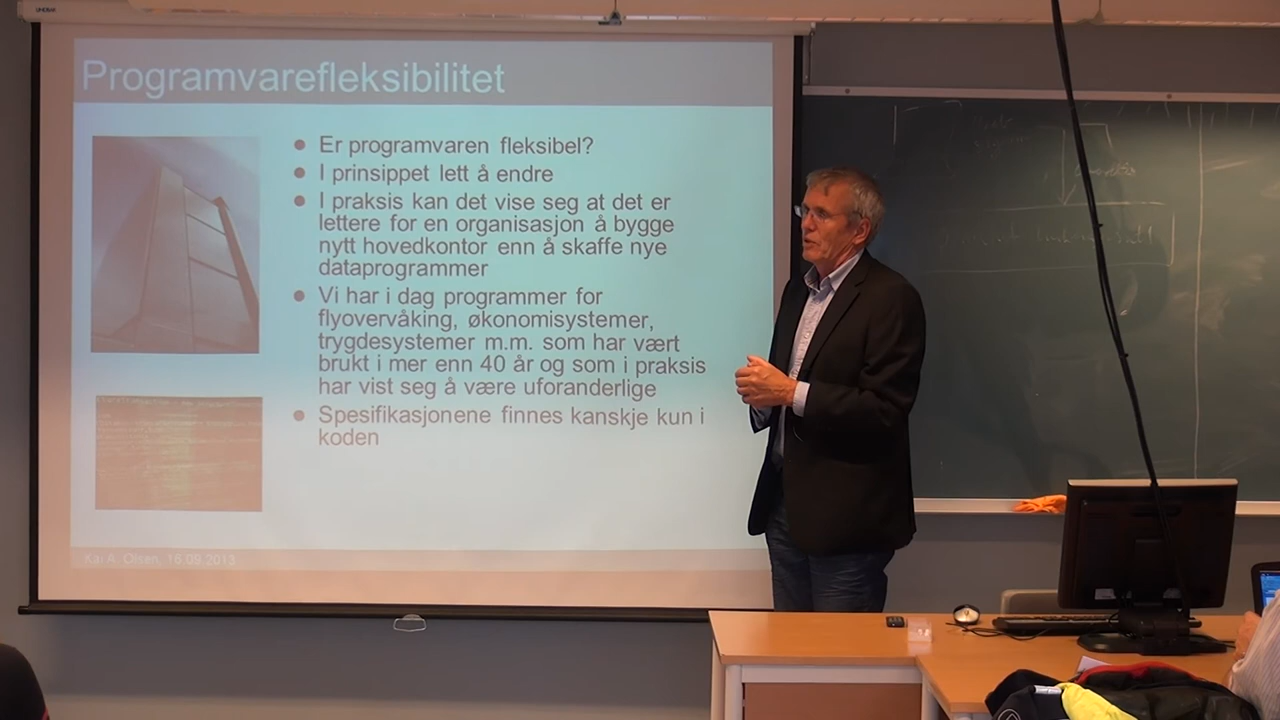 Programvarefleksibilitet
● Er programvaren fleksibel?
● I prinsippet lett å endre
● I praksis kan det vise seg at det er
lettere for en organisasjon å bygge
nytt hovedkontor enn å skaffe nye
dataprogrammer
● Vi har i dag programmer for
flyovervåking, økonomisystemer,
trygdesystemer m.m. som har vært
brukt i mer enn 40 år og som i praksis
har vist seg å være uforanderlige
● Spesifikasjonene finnes kanskje kun i
koden
Kai A. Olsen, 16.09.2013